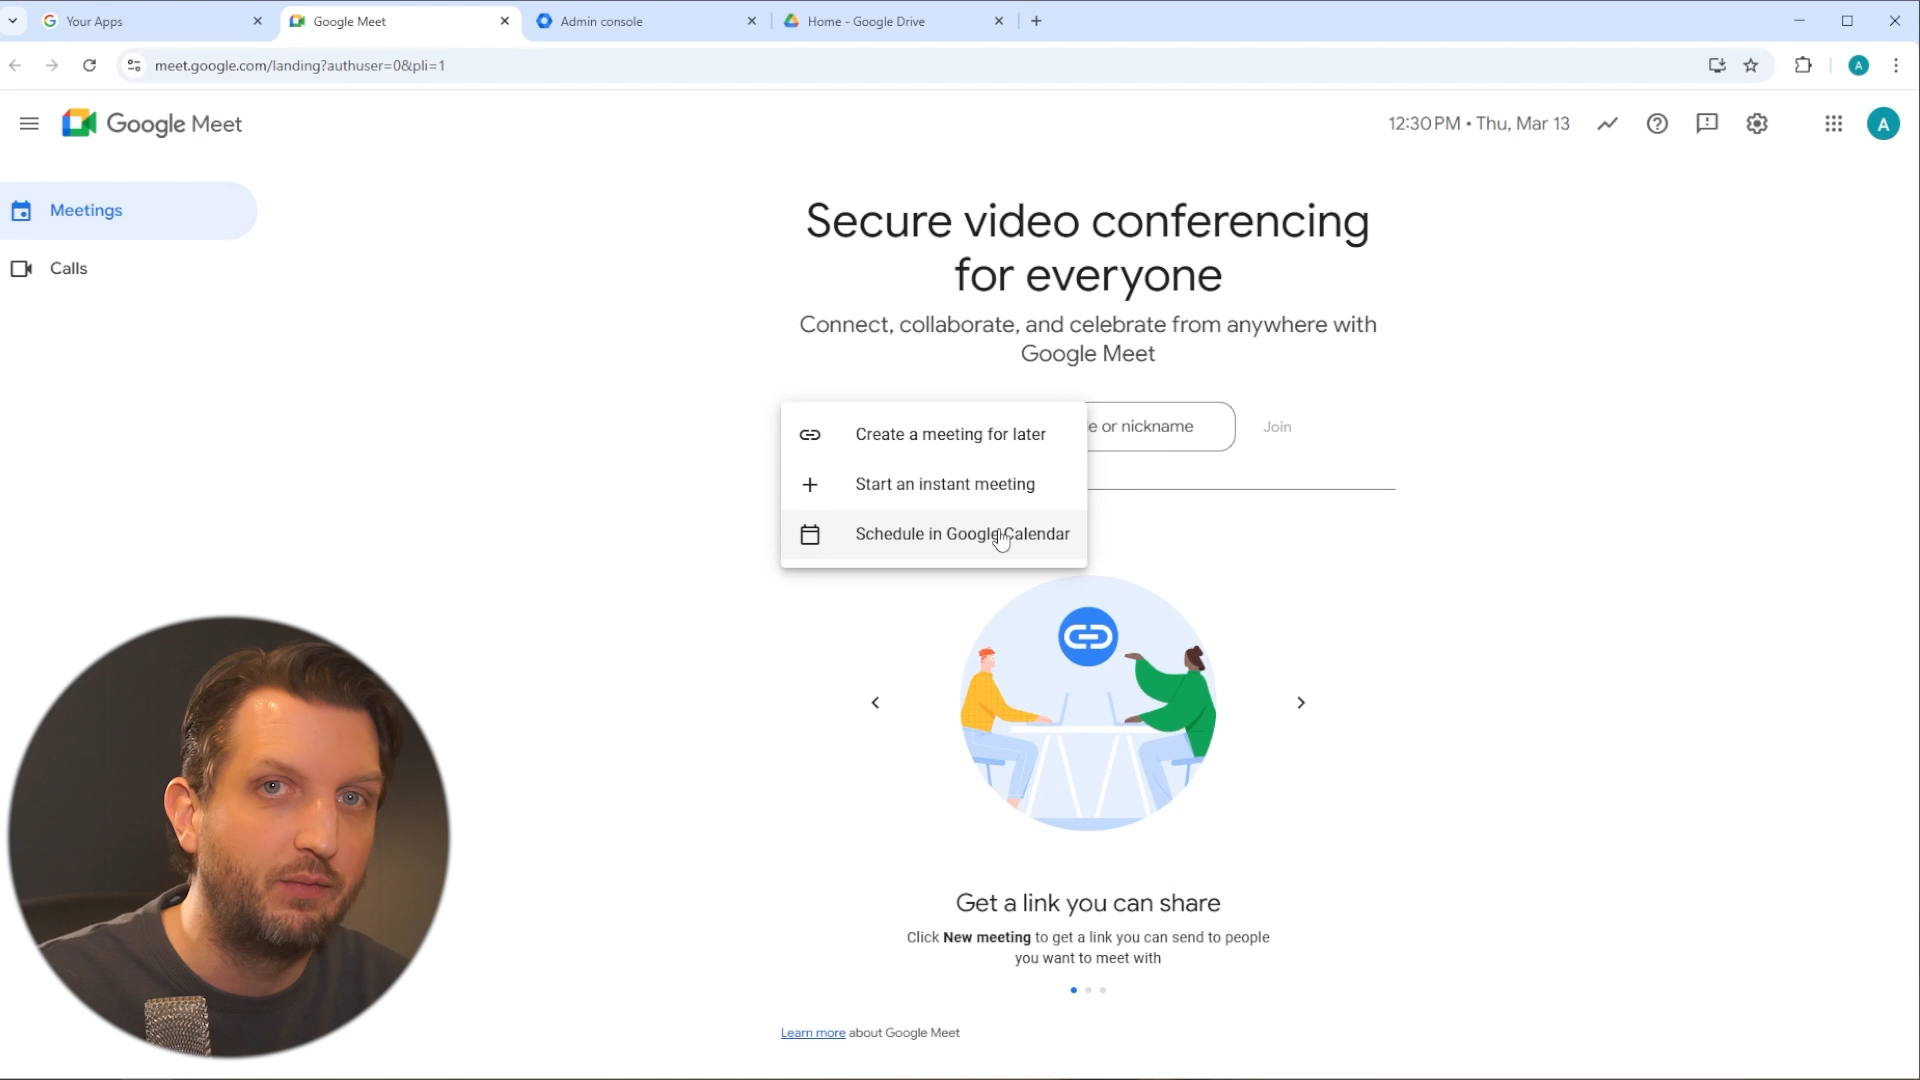 Your Apps
Google Meet
Admin console
Home - Google Drive
meet.google.com/landing?authuser=0&pli=1
A
Google Meet
12:30 PM • Thu, Mar 13
A
Meetings
Calls
Secure video conferencing
for everyone
Connect, collaborate, and celebrate from anywhere with
Google Meet
Create a meeting for later
or nickname
Join
Start an instant meeting
Schedule in Google Calendar
Get a link you can share
Click New meeting to get a link you can send to people
you want to meet with
Learn more about Google Meet